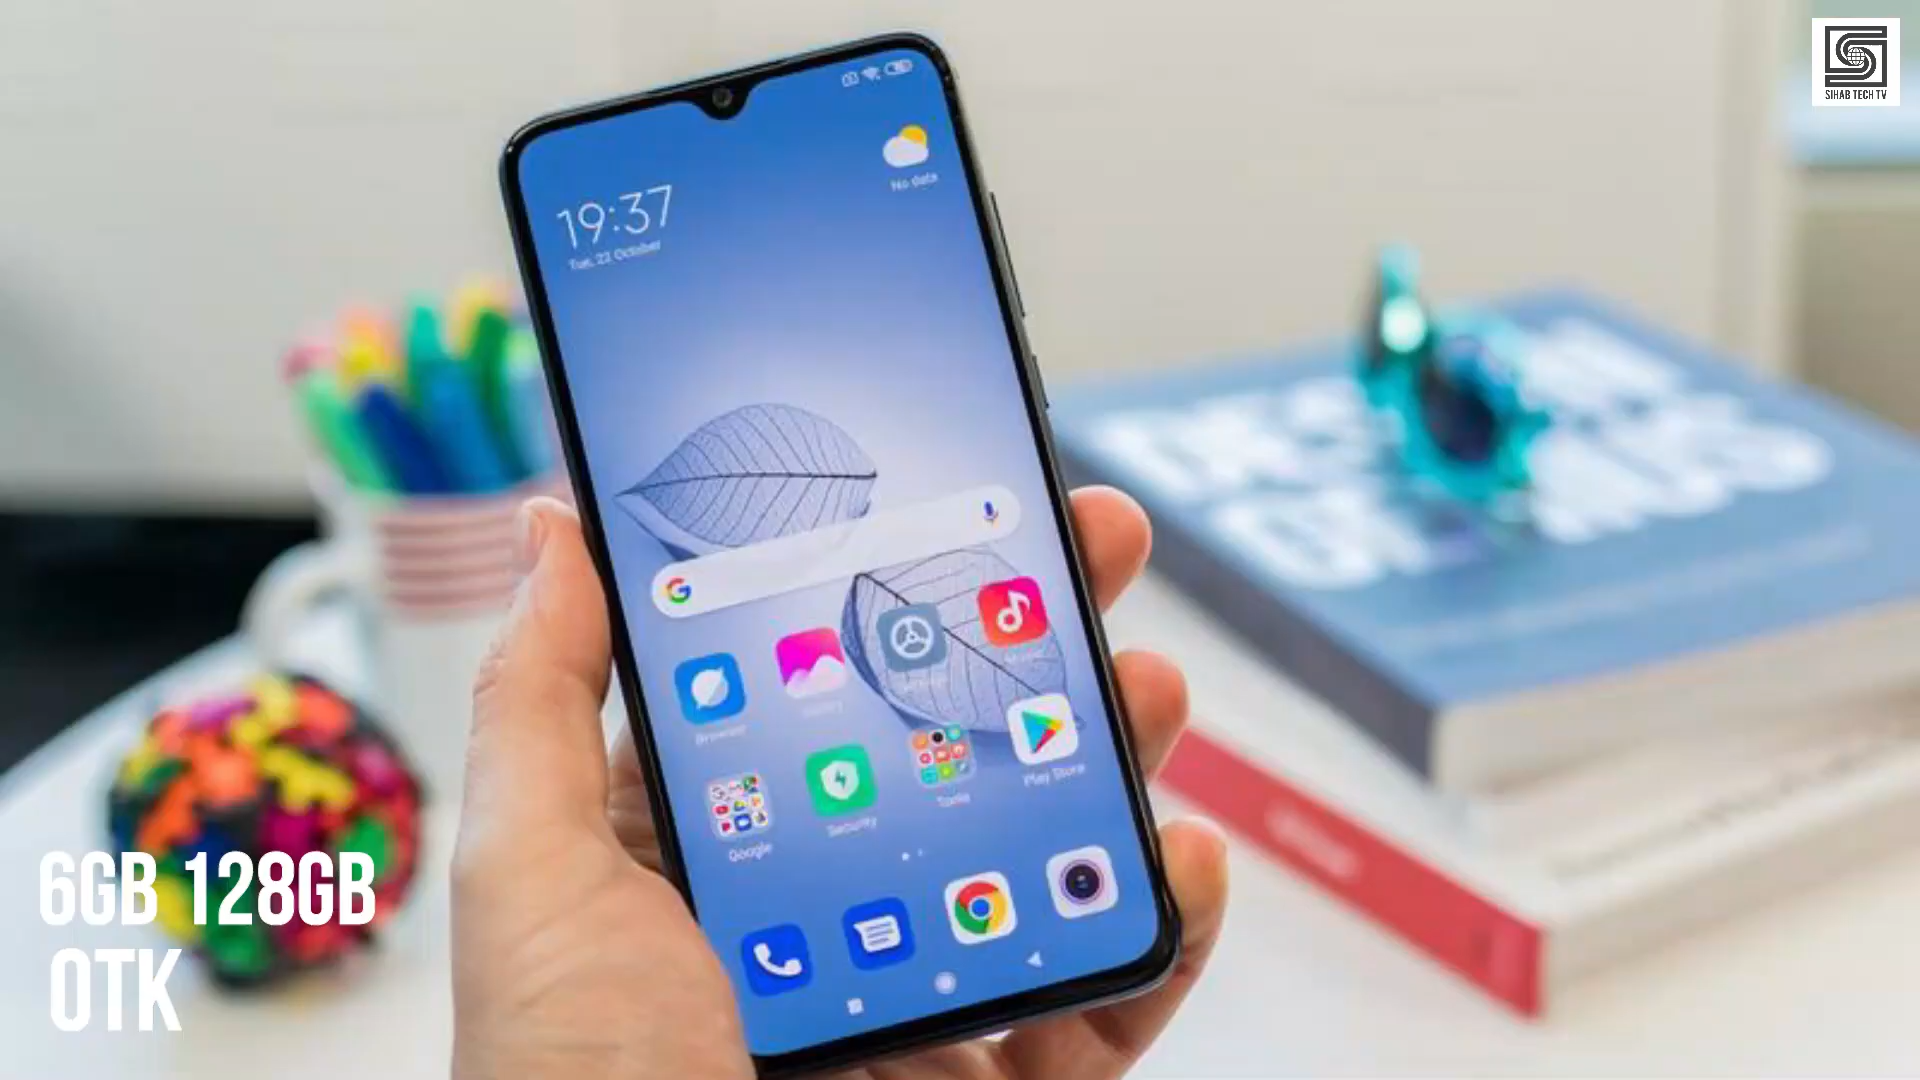 SIHAB TECH TV
No data
19:37
Tue, 22 October
Browser
Play Store
Security
Tools
Google
6GB 128GB
0TK